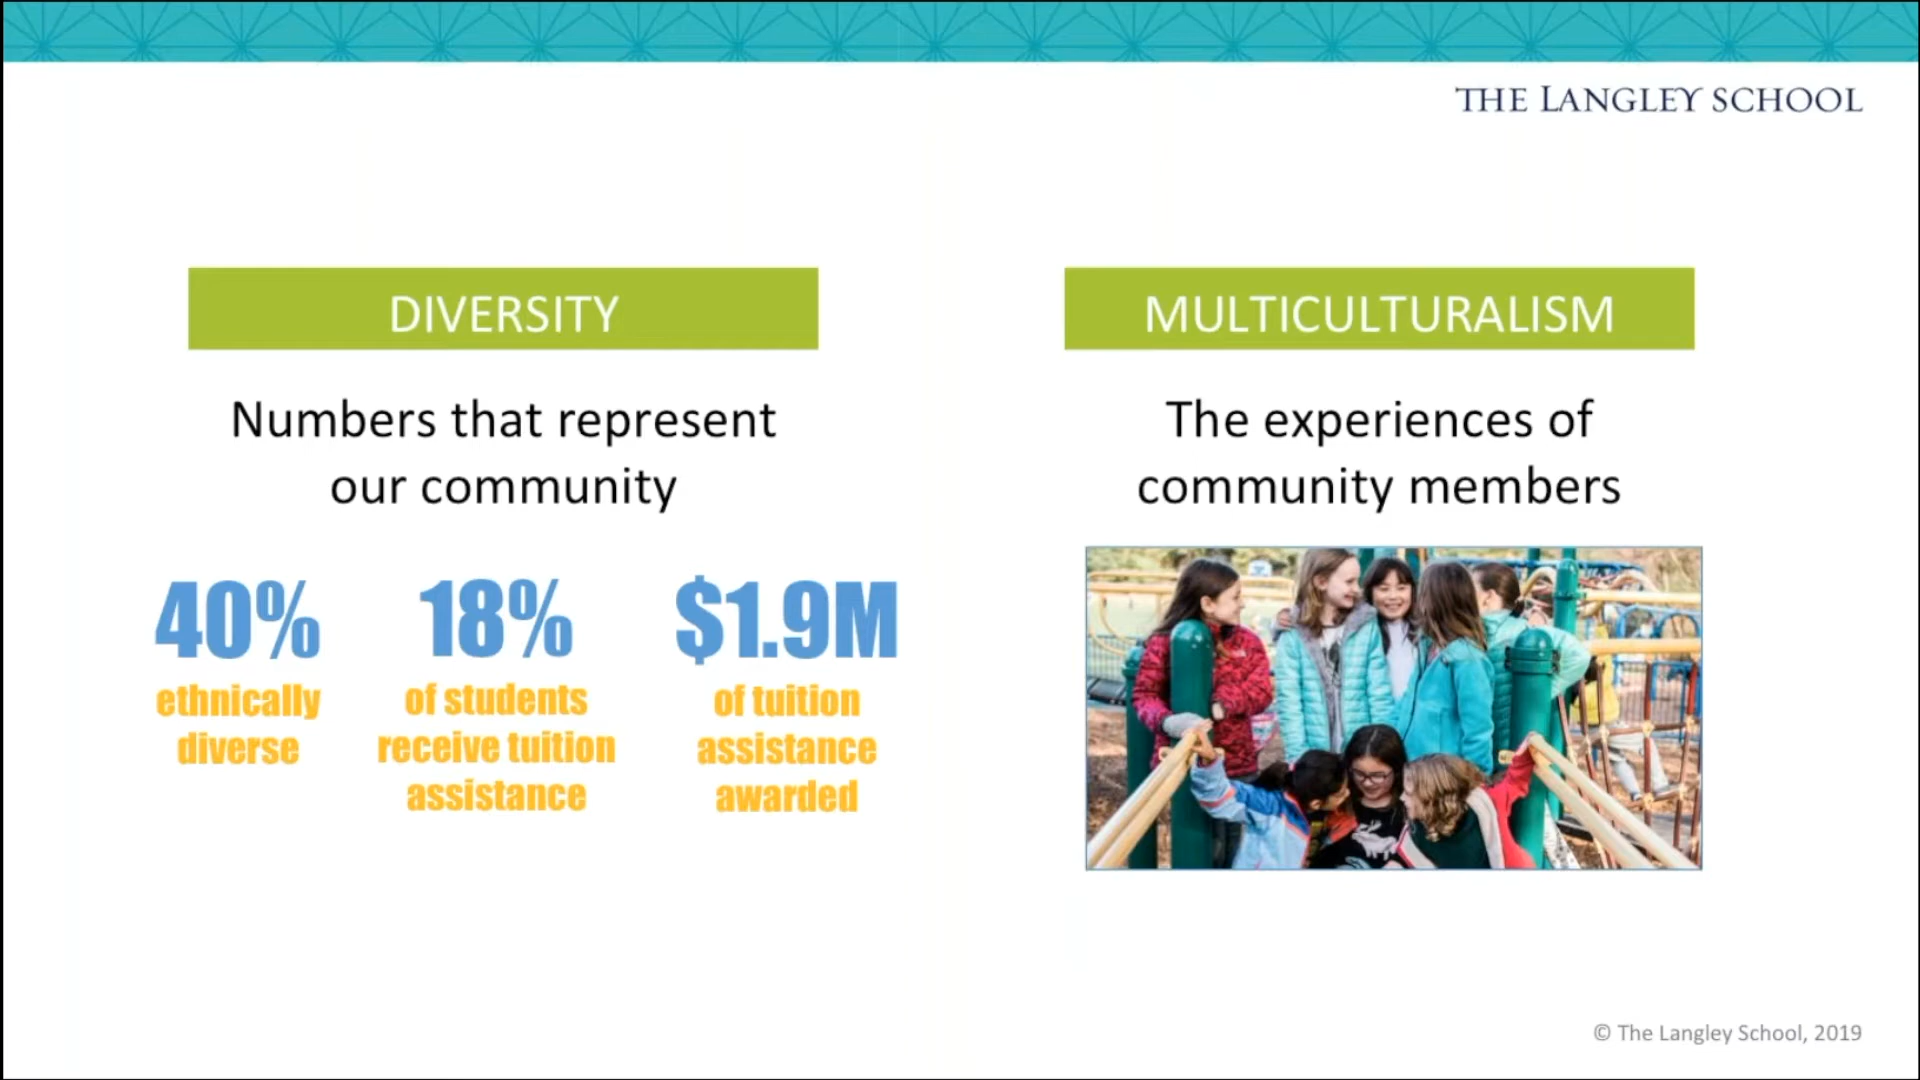 THE LANGLEY SCHOOL
DIVERSITY
Numbers that represent
our community
40%
ethnically
diverse
18%
of students
receive tuition
assistance
$1.9M
of tuition
assistance
awarded
MULTICULTURALISM
The experiences of
community members
© The Langley School, 2019